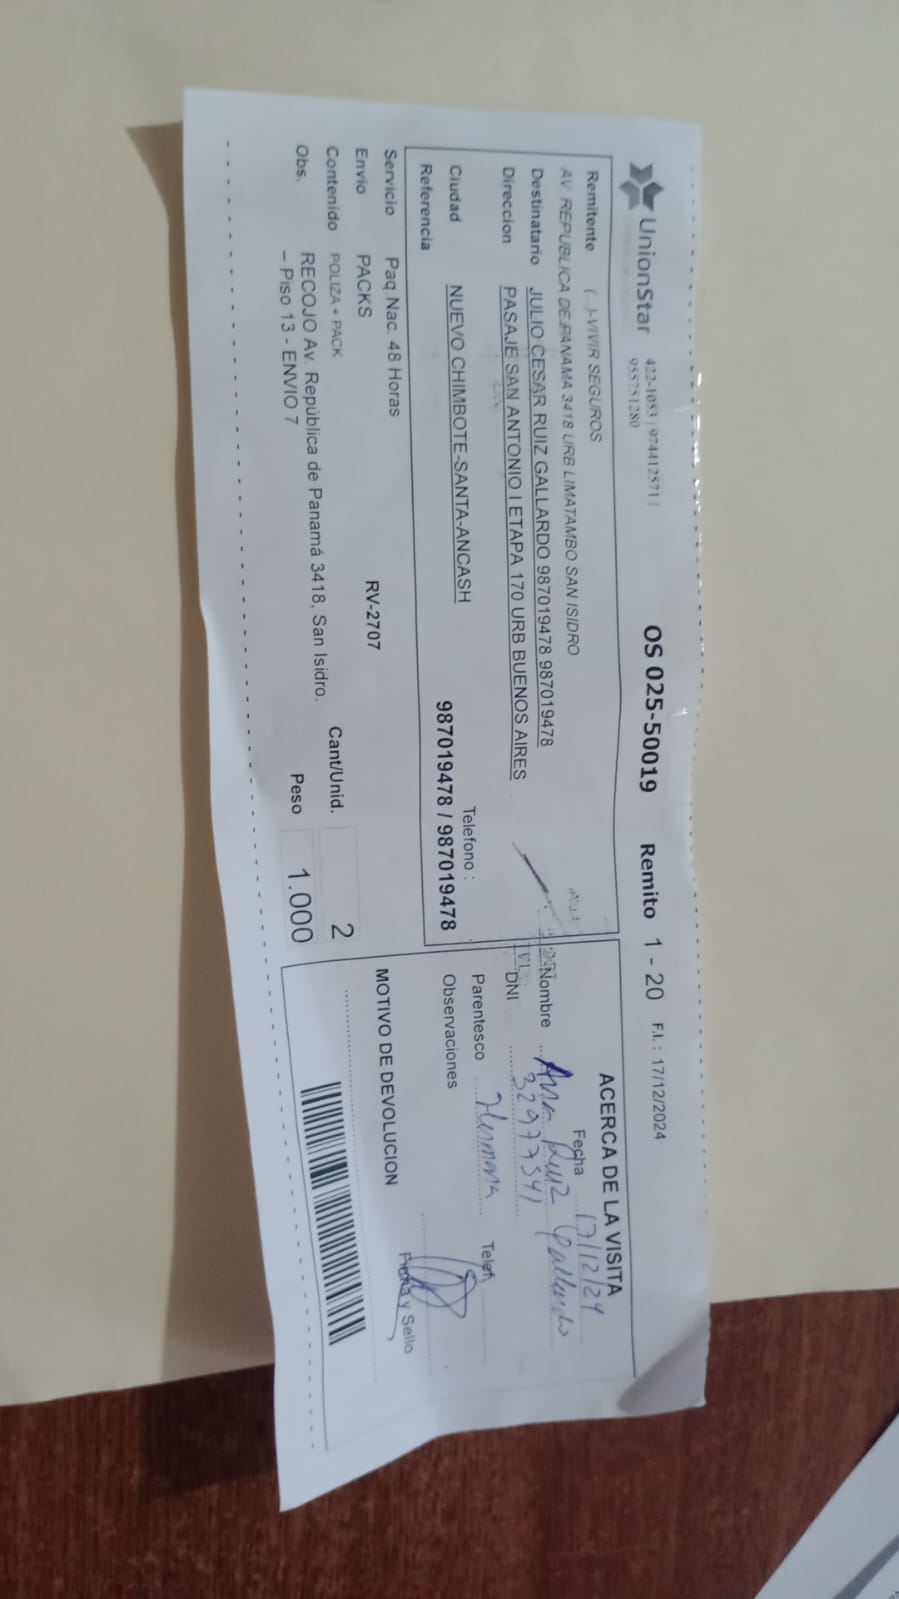 UnionStar
422-1053 | 974412571 |
955751280
OS 025-50019 Remito 1 - 20 F.I. : 17/12/2024
Remitente ( . )-VIVIR SEGUROS
AV. REPUBLICA DE PANAMA 3418 URB LIMATAMBO SAN ISIDRO
Destinatario JULIO CESAR RUIZ GALLARDO 987019478 987019478
Direccion PASAJE SAN ANTONIO I ETAPA 170 URB BUENOS AIRES
Ciudad NUEVO CHIMBOTE-SANTA-ANCASH
Telefono :
Referencia 987019478 / 987019478
Servicio Paq.Nac. 48 Horas
Envio PACKS RV-2707
Contenido POLIZA + PACK Cant/Unid. 2
Obs. RECOJO Av. República de Panamá 3418, San Isidro.
– Piso 13 - ENVIO 7 Peso 1.000
ACERCA DE LA VISITA
Fecha 17/12/24
Nombre Ana Ruiz Gallardo
DNI 32977541
Parentesco Hermana Telef.
Observaciones
Firma y Sello
MOTIVO DE DEVOLUCION